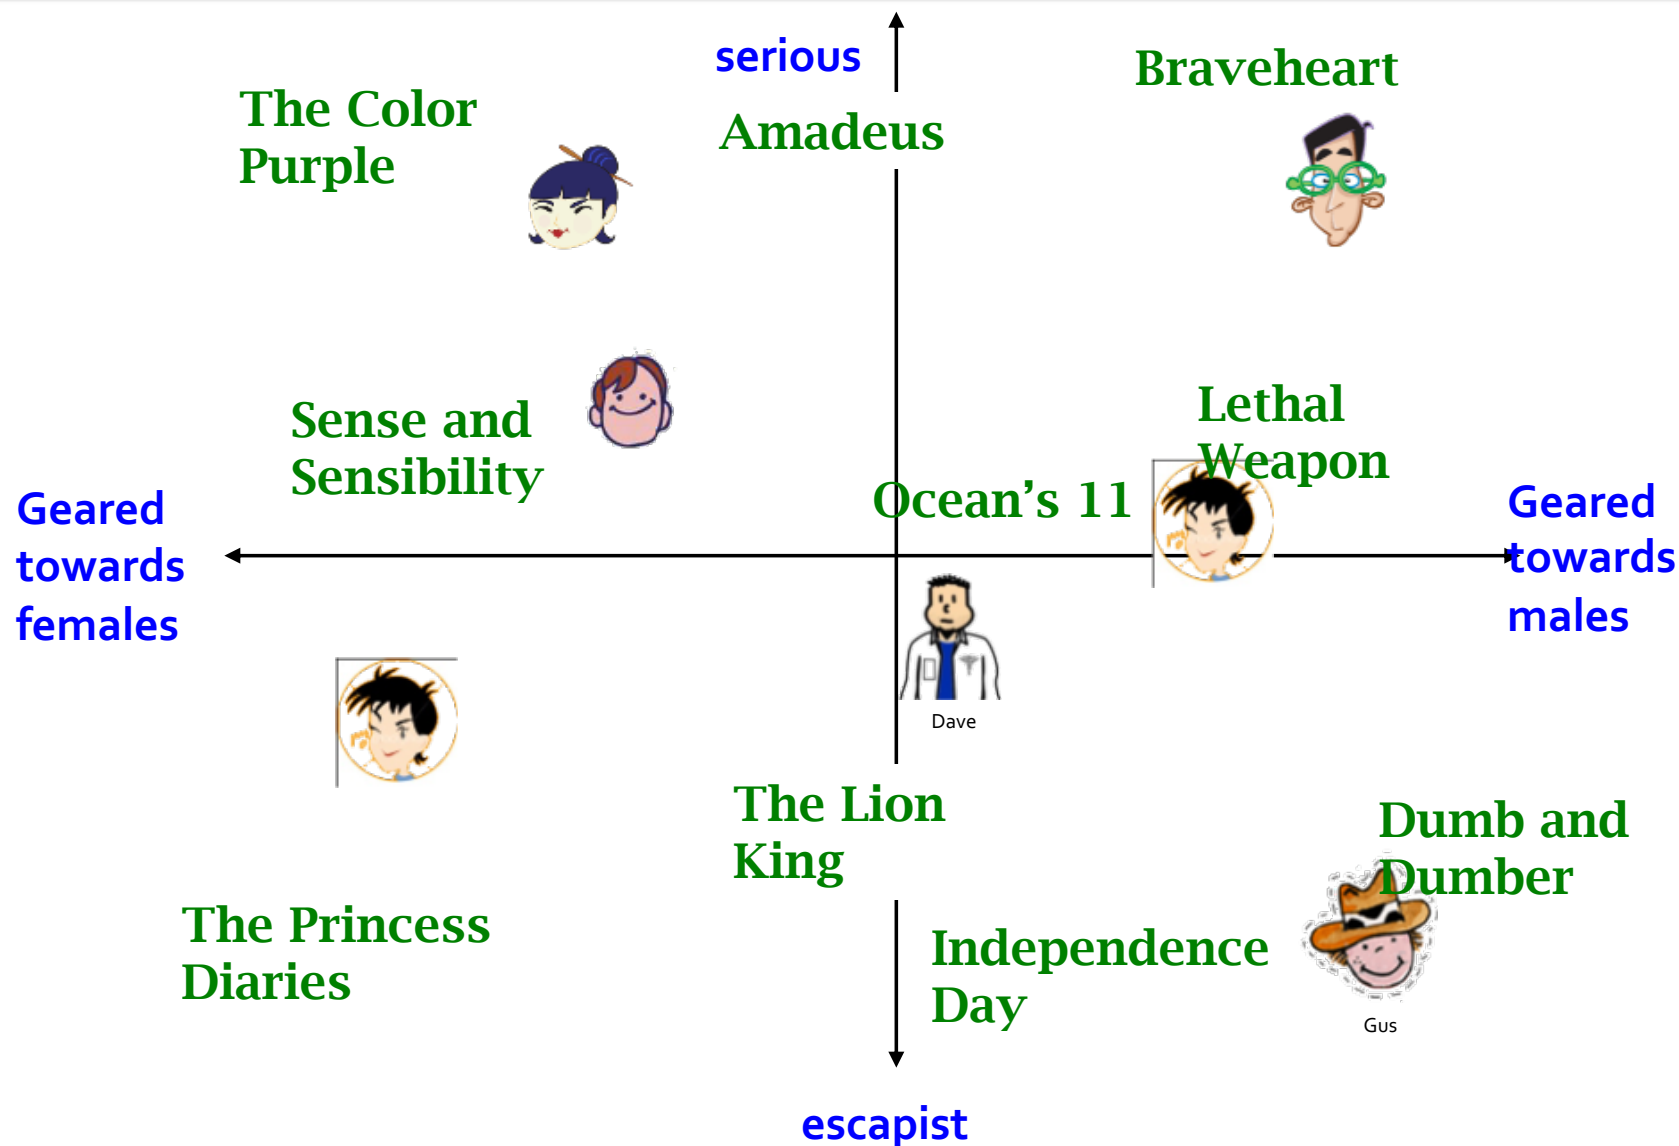 serious
Braveheart
The Color
Purple
Amadeus
Lethal
Weapon
Sense and
Sensibility
Ocean’s 11
Geared
towards
females
Geared
towards
males
Dave
The Lion
King
Dumb and
Dumber
The Princess
Diaries
Independence
Day
Gus
escapist